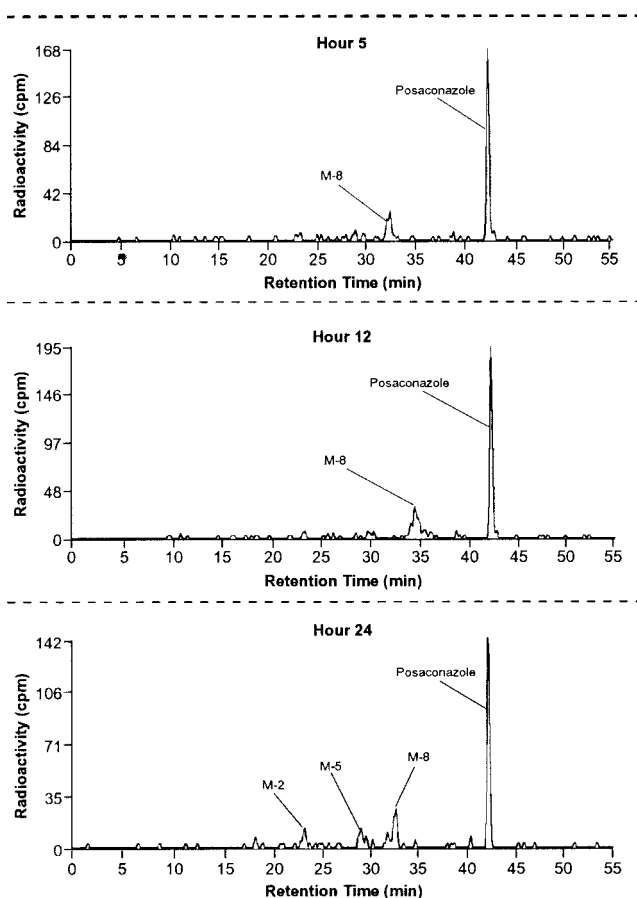 Hour 5
168
126
84
42
0
Radioactivity (cpm)
Posaconazole
M-8
0 5 10 15 20 25 30 35 40 45 50 55
Retention Time (min)
Hour 12
195
146
97
48
0
Radioactivity (cpm)
Posaconazole
M-8
0 5 10 15 20 25 30 35 40 45 50 55
Retention Time (min)
Hour 24
142
106
71
35
0
Radioactivity (cpm)
Posaconazole
M-8
M-5
M-2
0 5 10 15 20 25 30 35 40 45 50 55
Retention Time (min)